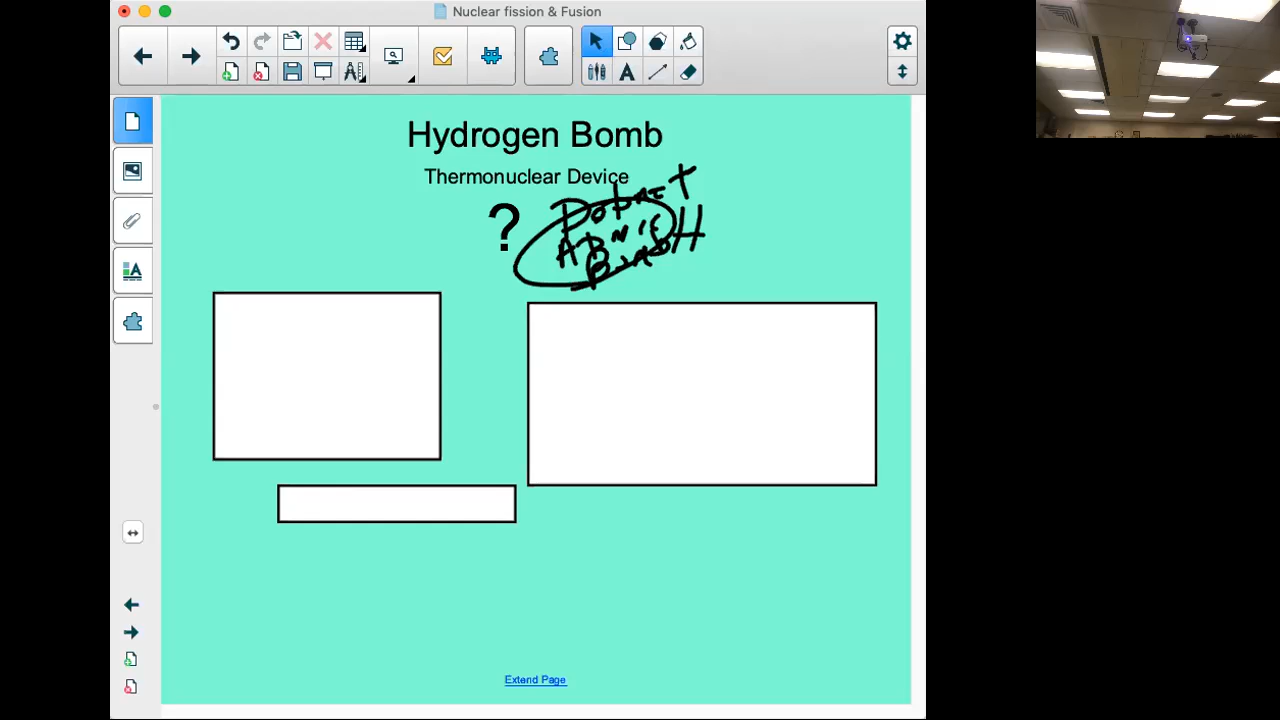 Nuclear fission & Fusion
Hydrogen Bomb
Thermonuclear Device
?
H
Extend Page